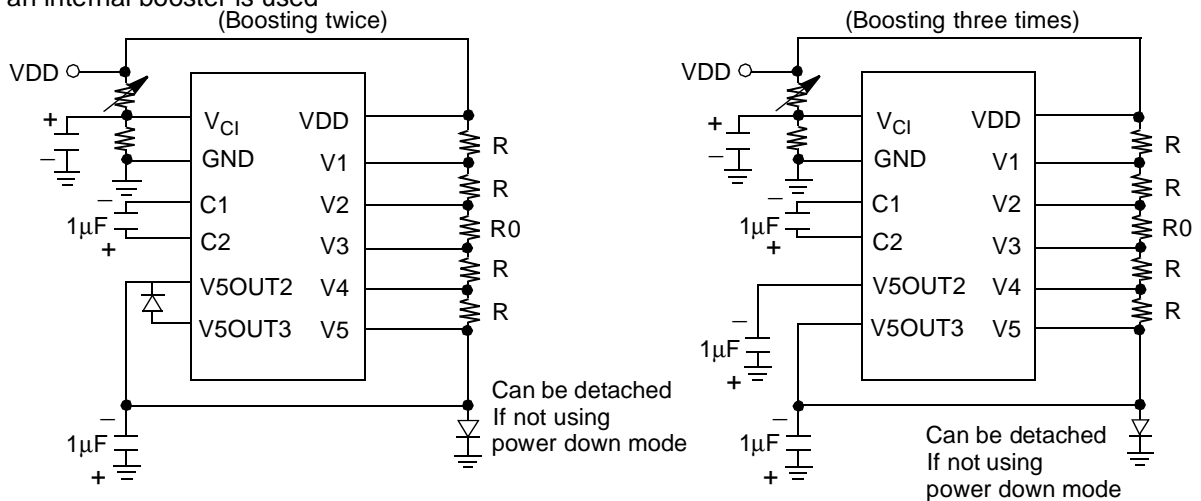 an internal booster is used
(Boosting twice)
(Boosting three times)
VDD
+
−
VCI
GND
C1
C2
V5OUT2
V5OUT3
VDD
V1
V2
V3
V4
V5
R
R
R0
R
R
−
1μF
+
−
1μF
+
Can be detached
If not using
power down mode
VDD
+
−
VCI
GND
C1
C2
V5OUT2
V5OUT3
VDD
V1
V2
V3
V4
V5
R
R
R0
R
R
−
1μF
+
−
1μF
+
−
1μF
+
Can be detached
If not using
power down mode